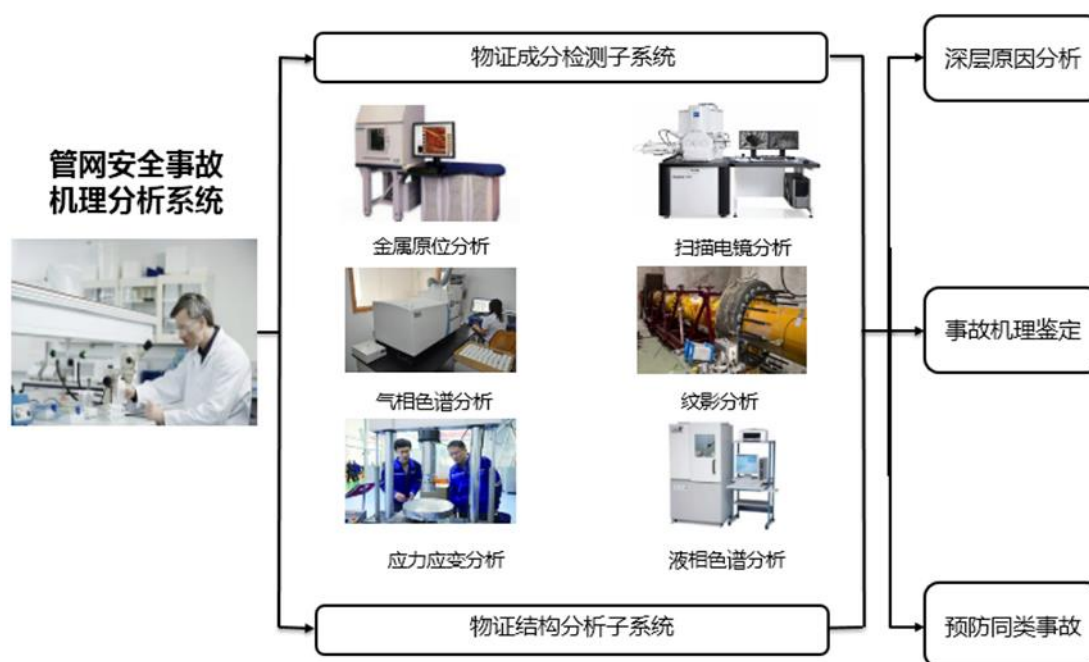 物证成分检测子系统
深层原因分析
管网安全事故
机理分析系统
金属原位分析
扫描电镜分析
气相色谱分析
纹影分析
事故机理鉴定
应力应变分析
液相色谱分析
物证结构分析子系统
预防同类事故